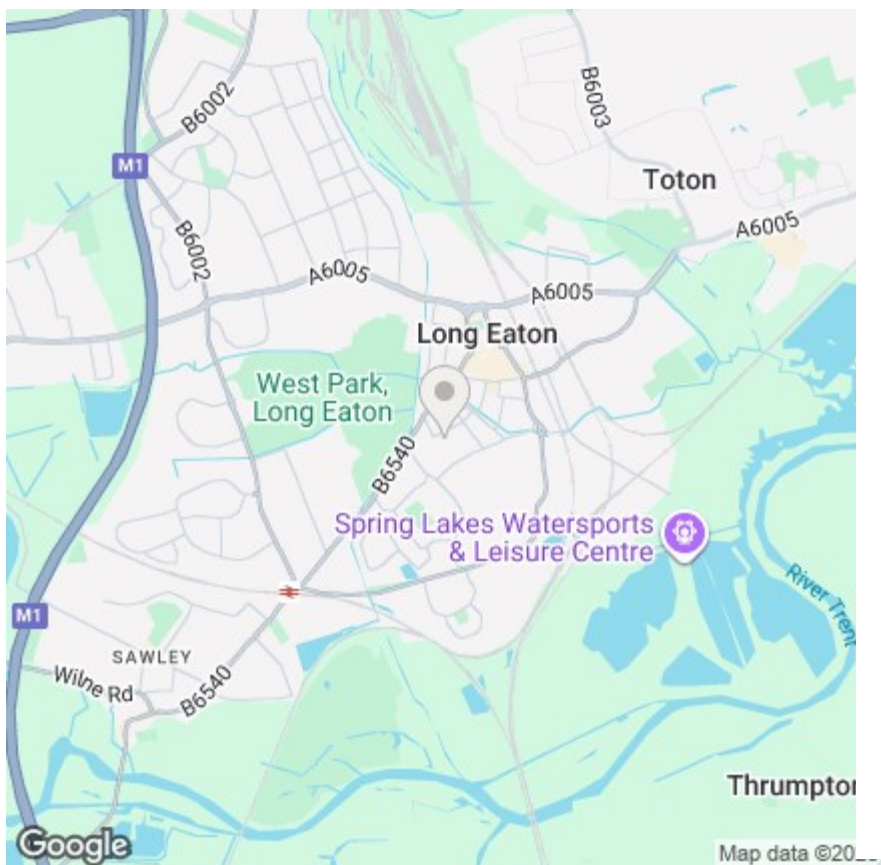 B6002
B6003
M1
Toton
B6002
A6005
A6005
A6005
Long Eaton
West Park,
Long Eaton
B6540
Spring Lakes Watersports
& Leisure Centre
River Trent
M1
SAWLEY
Wilne Rd
B6540
Thrumpton
Google
Map data ©20